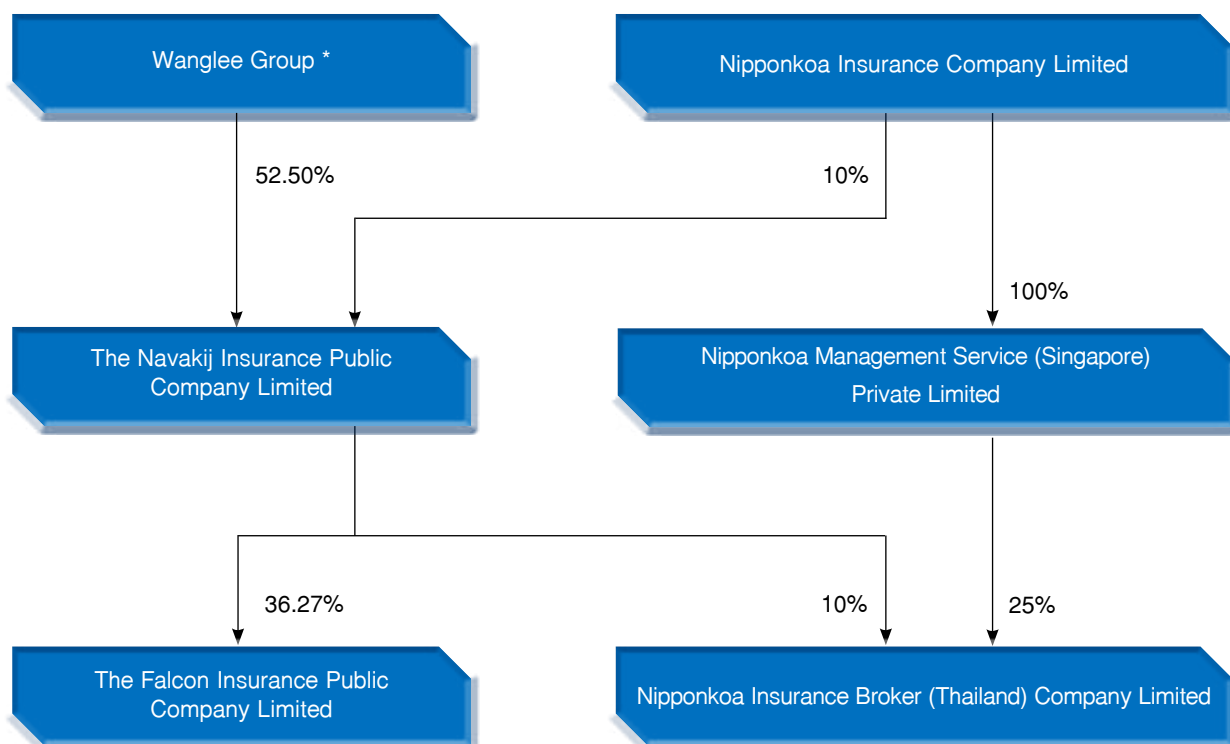 Wanglee Group *
Nipponkoa Insurance Company Limited
52.50%
10%
100%
The Navakij Insurance Public
Company Limited
Nipponkoa Management Service (Singapore)
Private Limited
36.27%
10%
25%
The Falcon Insurance Public
Company Limited
Nipponkoa Insurance Broker (Thailand) Company Limited